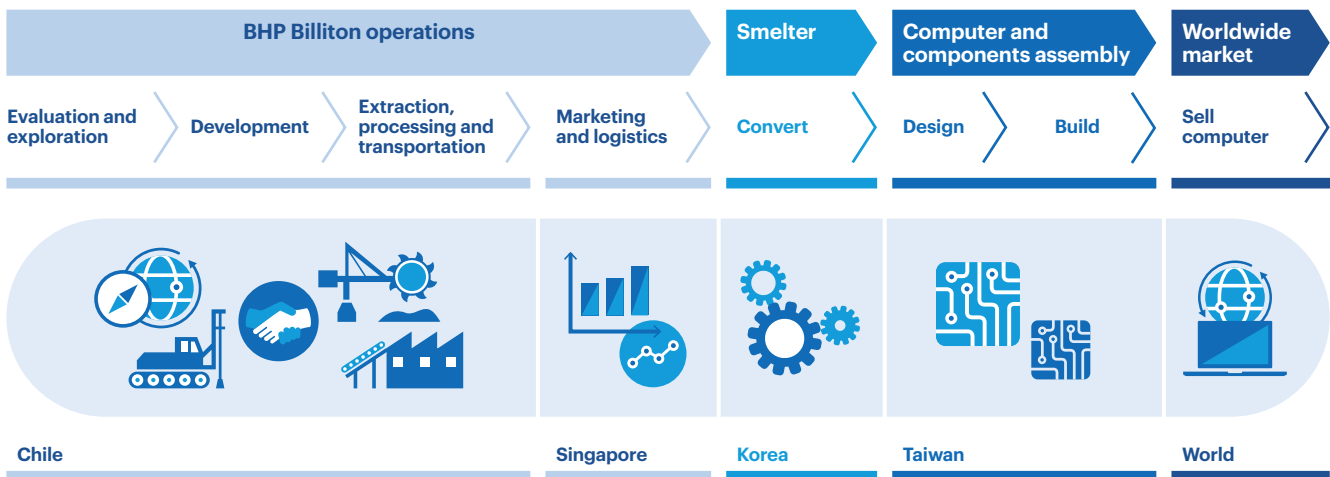 BHP Billiton operations
Smelter
Computer and
components assembly
Worldwide
market
Evaluation and
exploration
Development
Extraction,
processing and
transportation
Marketing
and logistics
Convert
Design
Build
Sell
computer
Chile
Singapore
Korea
Taiwan
World